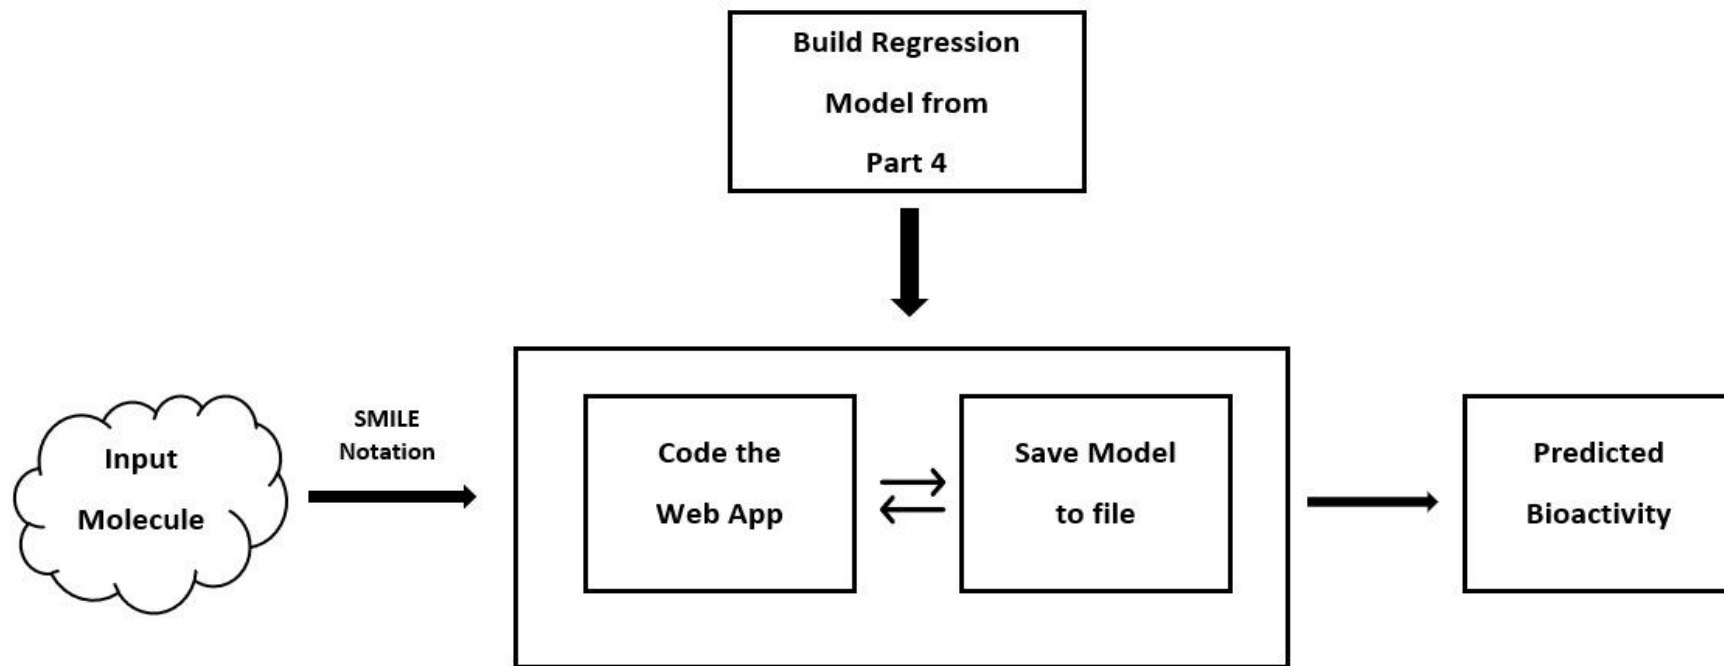 Build Regression
Model from
Part 4
Input
Molecule
SMILE
Notation
Code the
Web App
Save Model
to file
Predicted
Bioactivity